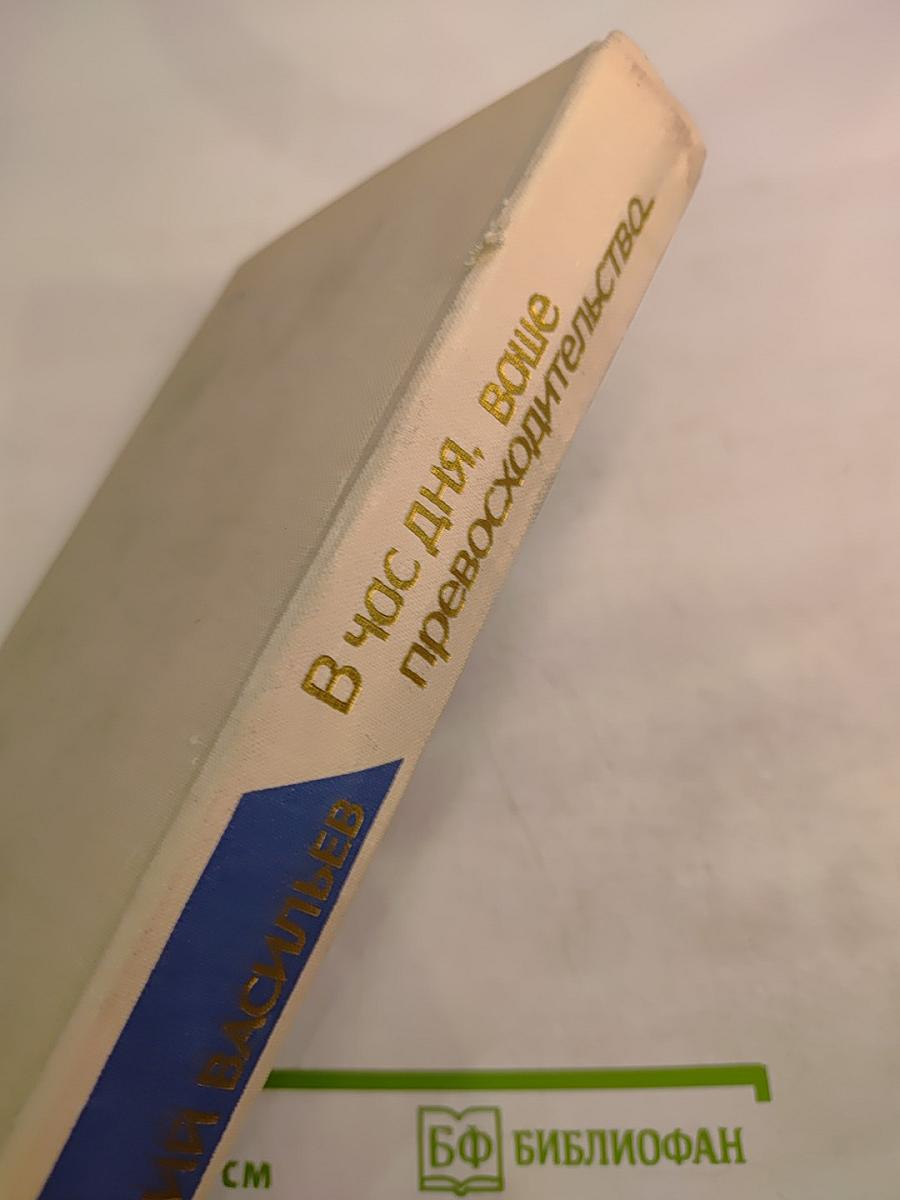 В час дня, ваше
превосходительство
ИЙ ВАСИЛЬЕВ
см
БФ БИБЛИОФАН